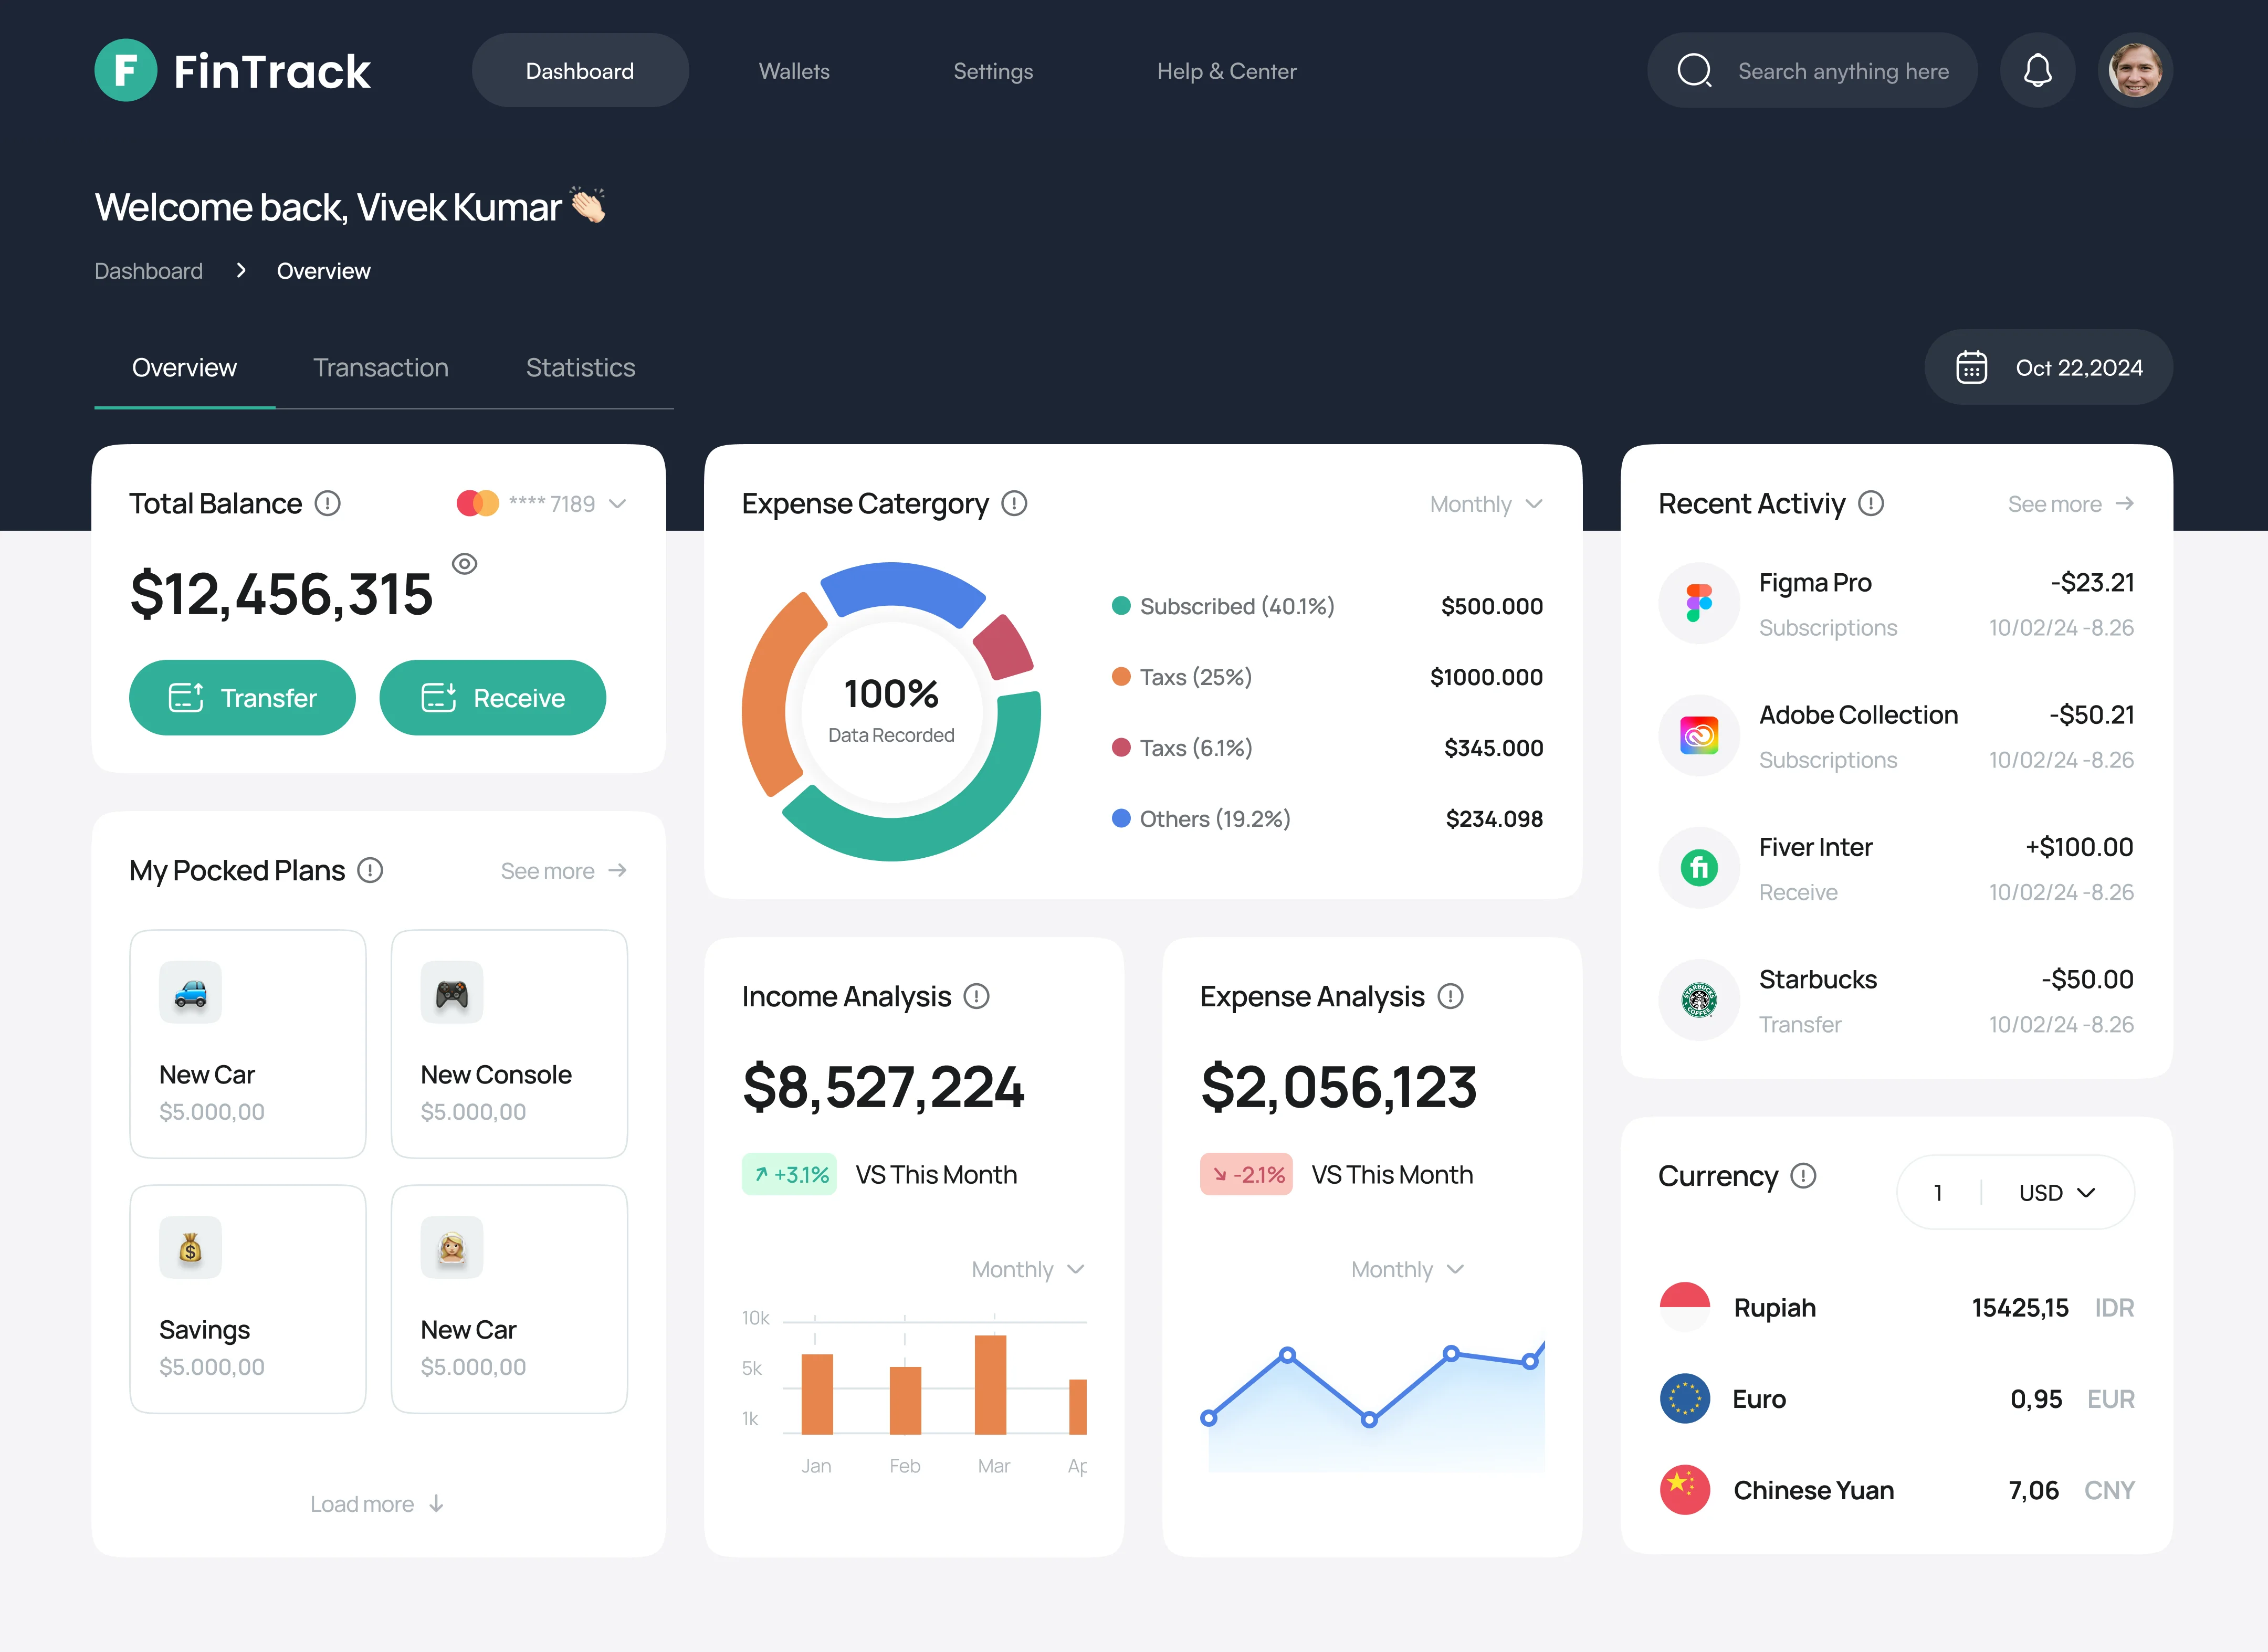 F FinTrack
Dashboard
Wallets
Settings
Help & Center
Search anything here
Welcome back, Vivek Kumar
Dashboard > Overview
Overview
Transaction
Statistics
Oct 22,2024
Total Balance
**** 7189
$12,456,315
Transfer
Receive
My Pocked Plans
See more
New Car
$5.000,00
New Console
$5.000,00
Savings
$5.000,00
New Car
$5.000,00
Load more
Expense Catergory
Monthly
100%
Data Recorded
Subscribed (40.1%) $500.000
Taxs (25%) $1000.000
Taxs (6.1%) $345.000
Others (19.2%) $234.098
Income Analysis
$8,527,224
+3.1% VS This Month
Monthly
10k
5k
1k
Jan Feb Mar Ap
Expense Analysis
$2,056,123
-2.1% VS This Month
Monthly
Recent Activiy
See more
Figma Pro -$23.21
Subscriptions 10/02/24 -8.26
Adobe Collection -$50.21
Subscriptions 10/02/24 -8.26
fi
Fiver Inter +$100.00
Receive 10/02/24 -8.26
STARBUCKS
COFFEE
Starbucks -$50.00
Transfer 10/02/24 -8.26
Currency
1 USD
Rupiah 15425,15 IDR
Euro 0,95 EUR
Chinese Yuan 7,06 CNY